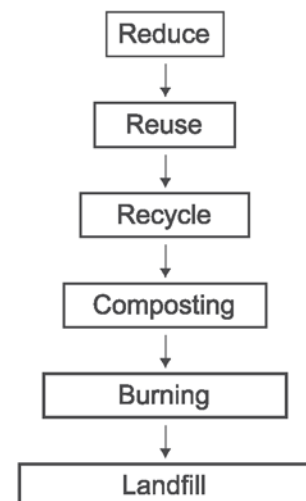 Reduce
Reuse
Recycle
Composting
Burning
Landfill